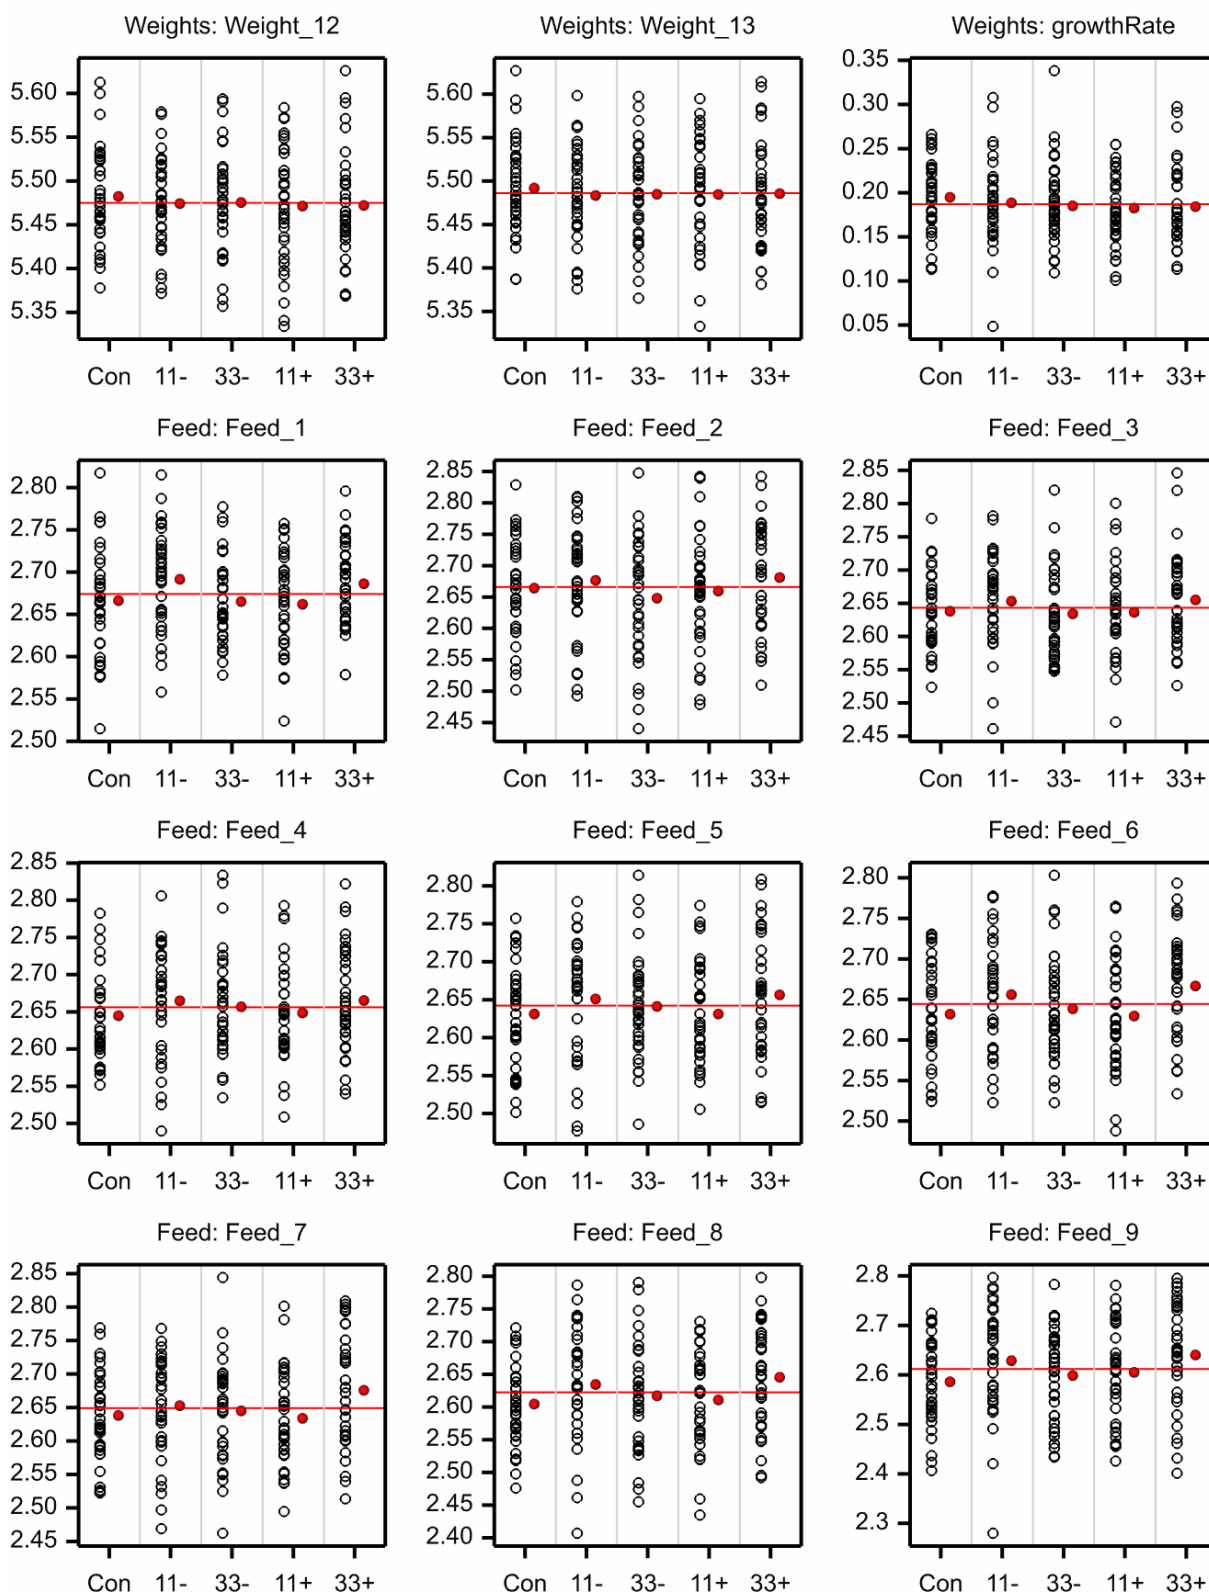 Weights: Weight_12 Weights: Weight_13 Weights: growthRate
5.60 5.60 0.35
5.55 5.55 0.30
5.50 5.50 0.25
5.45 5.45 0.20
5.40 5.40 0.15
5.35 5.35 0.10
0.05
Con 11- 33- 11+ 33+ Con 11- 33- 11+ 33+ Con 11- 33- 11+ 33+
Feed: Feed_1 Feed: Feed_2 Feed: Feed_3
2.80 2.85 2.85
2.75 2.80 2.80
2.70 2.75 2.75
2.65 2.70 2.70
2.60 2.65 2.65
2.55 2.60 2.60
2.50 2.55 2.55
2.50 2.50
2.45 2.45
Con 11- 33- 11+ 33+ Con 11- 33- 11+ 33+ Con 11- 33- 11+ 33+
Feed: Feed_4 Feed: Feed_5 Feed: Feed_6
2.85 2.80 2.80
2.80 2.75 2.75
2.75 2.70 2.70
2.70 2.65 2.65
2.65 2.60 2.60
2.60 2.55 2.55
2.55 2.50 2.50
2.50
Con 11- 33- 11+ 33+ Con 11- 33- 11+ 33+ Con 11- 33- 11+ 33+
Feed: Feed_7 Feed: Feed_8 Feed: Feed_9
2.85 2.80 2.8
2.80 2.75 2.7
2.75 2.70 2.6
2.70 2.65 2.5
2.65 2.60 2.4
2.60 2.55 2.3
2.55 2.50
2.50 2.45
2.45 2.40
Con 11- 33- 11+ 33+ Con 11- 33- 11+ 33+ Con 11- 33- 11+ 33+